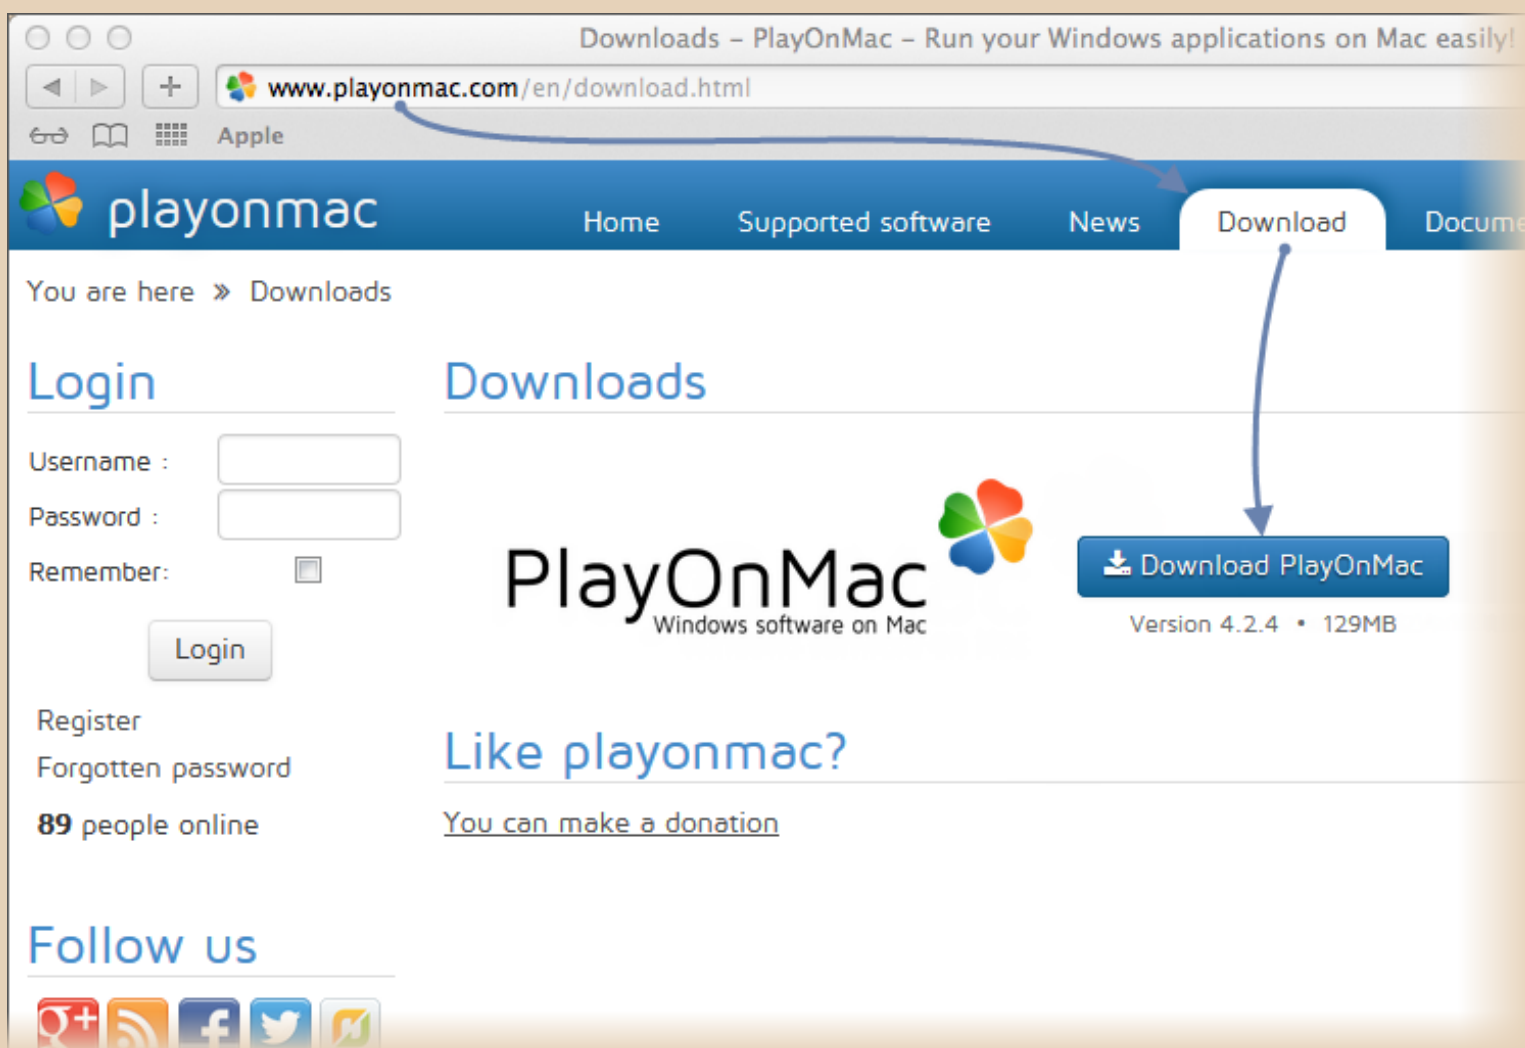 Downloads – PlayOnMac – Run your Windows applications on Mac easily!
www.playonmac.com/en/download.html
Apple
playonmac
Home Supported software News Download Docume
You are here » Downloads
Login
Username :
Password :
Remember:
Login
Register
Forgotten password
89 people online
Follow us
g+
f
Downloads
PlayOnMac
Windows software on Mac
Download PlayOnMac
Version 4.2.4 • 129MB
Like playonmac?
You can make a donation